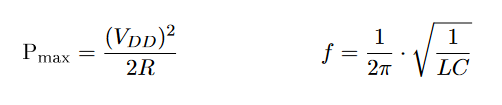 P_max = (V_DD)^2 / 2R
f = 1/2π · √(1/LC)